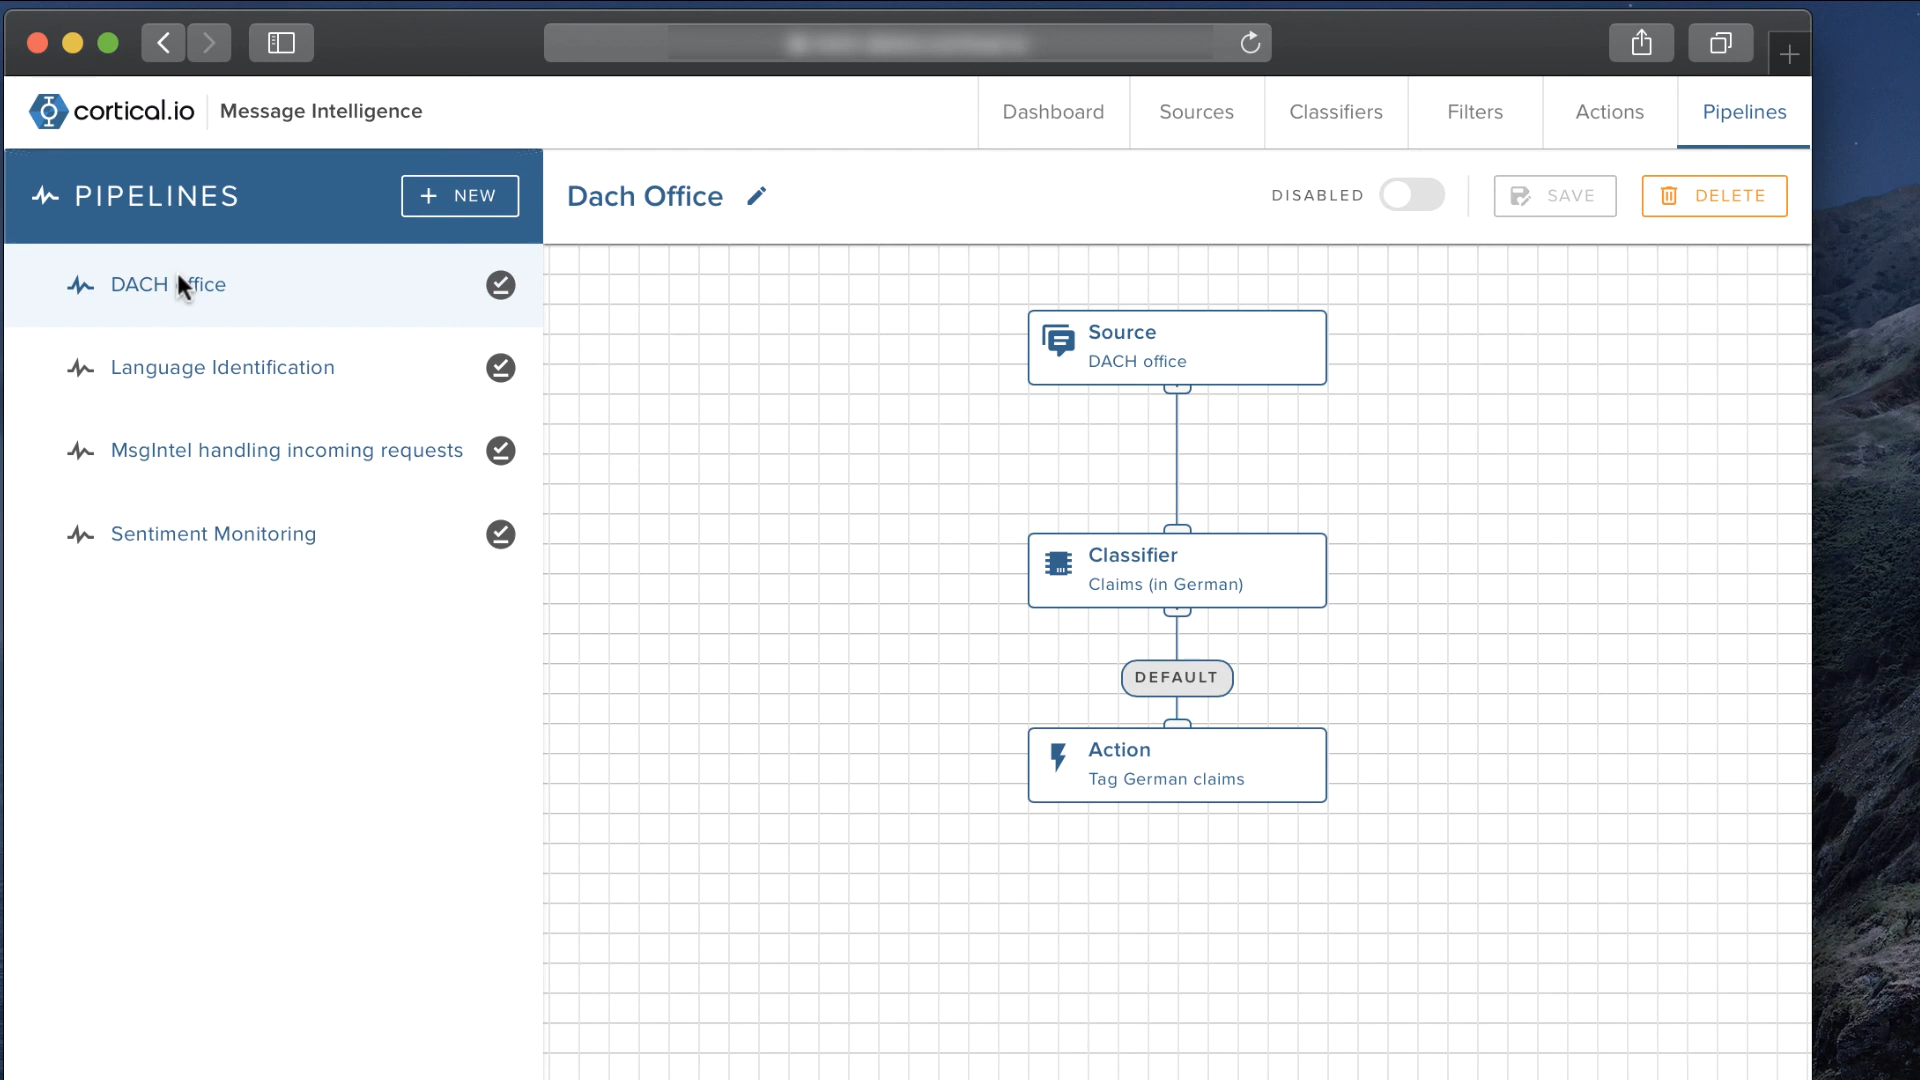 cortical.io
Message Intelligence
Dashboard
Sources
Classifiers
Filters
Actions
Pipelines
PIPELINES
+ NEW
Dach Office
DISABLED
SAVE
DELETE
DACH office
Language Identification
MsgIntel handling incoming requests
Sentiment Monitoring
Source
DACH office
Classifier
Claims (in German)
DEFAULT
Action
Tag German claims